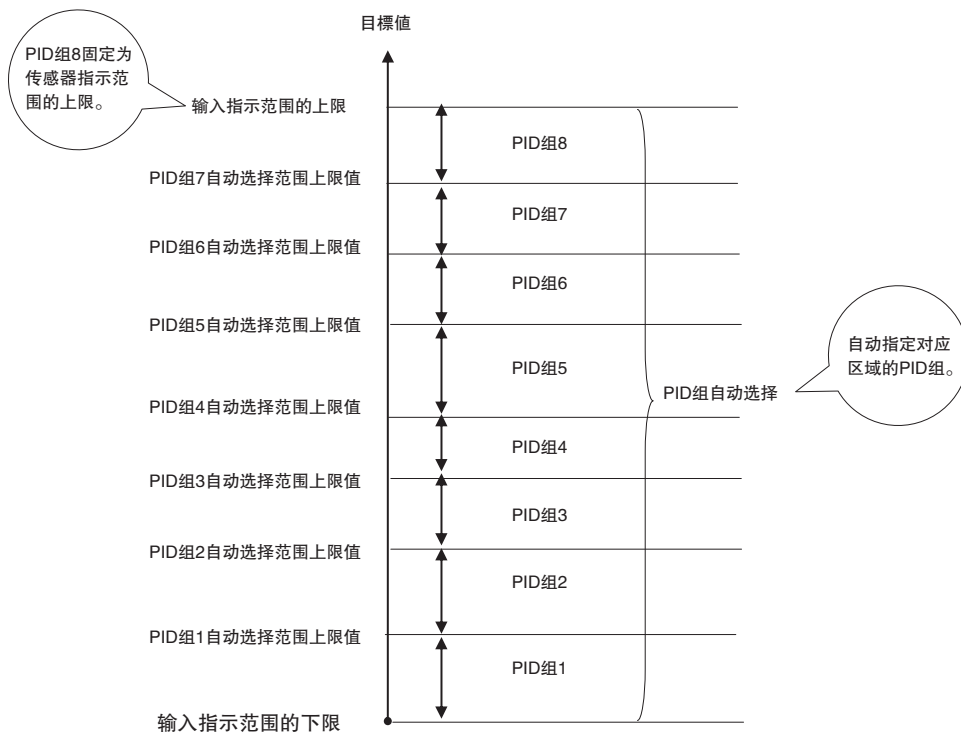 目標値
PID组8固定为
传感器指示范
围的上限。
输入指示范围的上限
PID组8
PID组7自动选择范围上限值
PID组7
PID组6自动选择范围上限值
PID组6
PID组5自动选择范围上限值
PID组5
自动指定对应
区域的PID组。
PID组自动选择
PID组4自动选择范围上限值
PID组4
PID组3自动选择范围上限值
PID组3
PID组2自动选择范围上限值
PID组2
PID组1自动选择范围上限值
PID组1
输入指示范围的下限